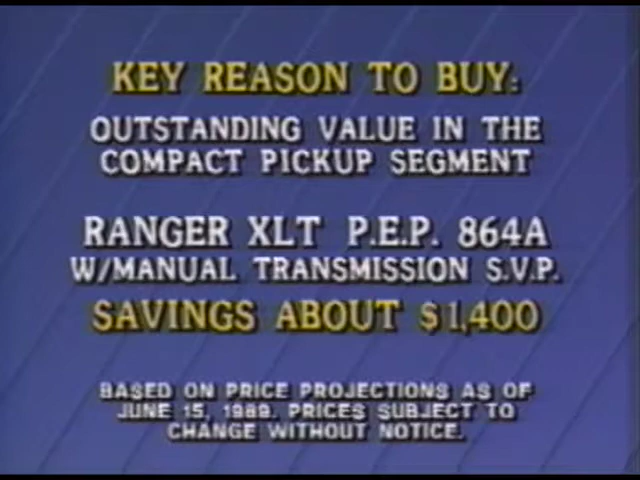 KEY REASON TO BUY:
OUTSTANDING VALUE IN THE
COMPACT PICKUP SEGMENT
RANGER XLT P.E.P. 864A
W/MANUAL TRANSMISSION S.V.P.
SAVINGS ABOUT $1,400
BASED ON PRICE PROJECTIONS AS OF
JUNE 15, 1989. PRICES SUBJECT TO
CHANGE WITHOUT NOTICE.